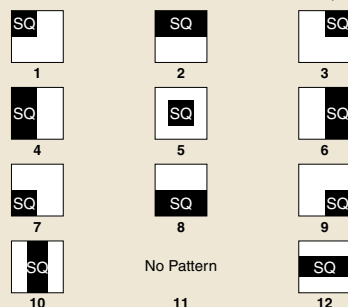 SQ SQ SQ
1 2 3
SQ SQ SQ
4 5 6
SQ SQ SQ
7 8 9
SQ No Pattern SQ
10 11 12